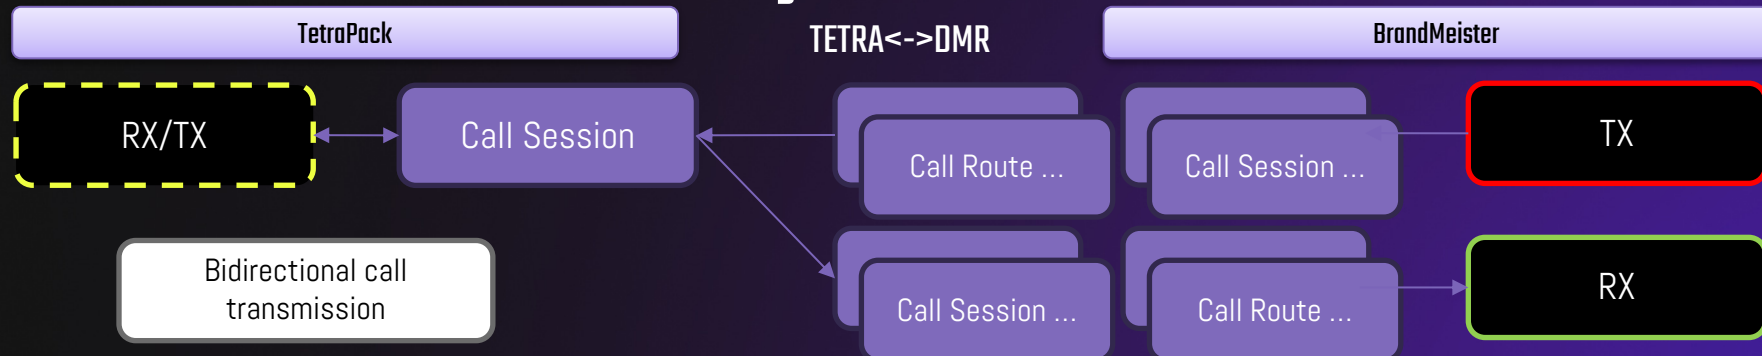 TetraPack
TETRA<->DMR
BrandMeister
RX/TX
Call Session
Call Route ...
Call Session ...
TX
Bidirectional call
transmission
Call Session ...
Call Route ...
RX